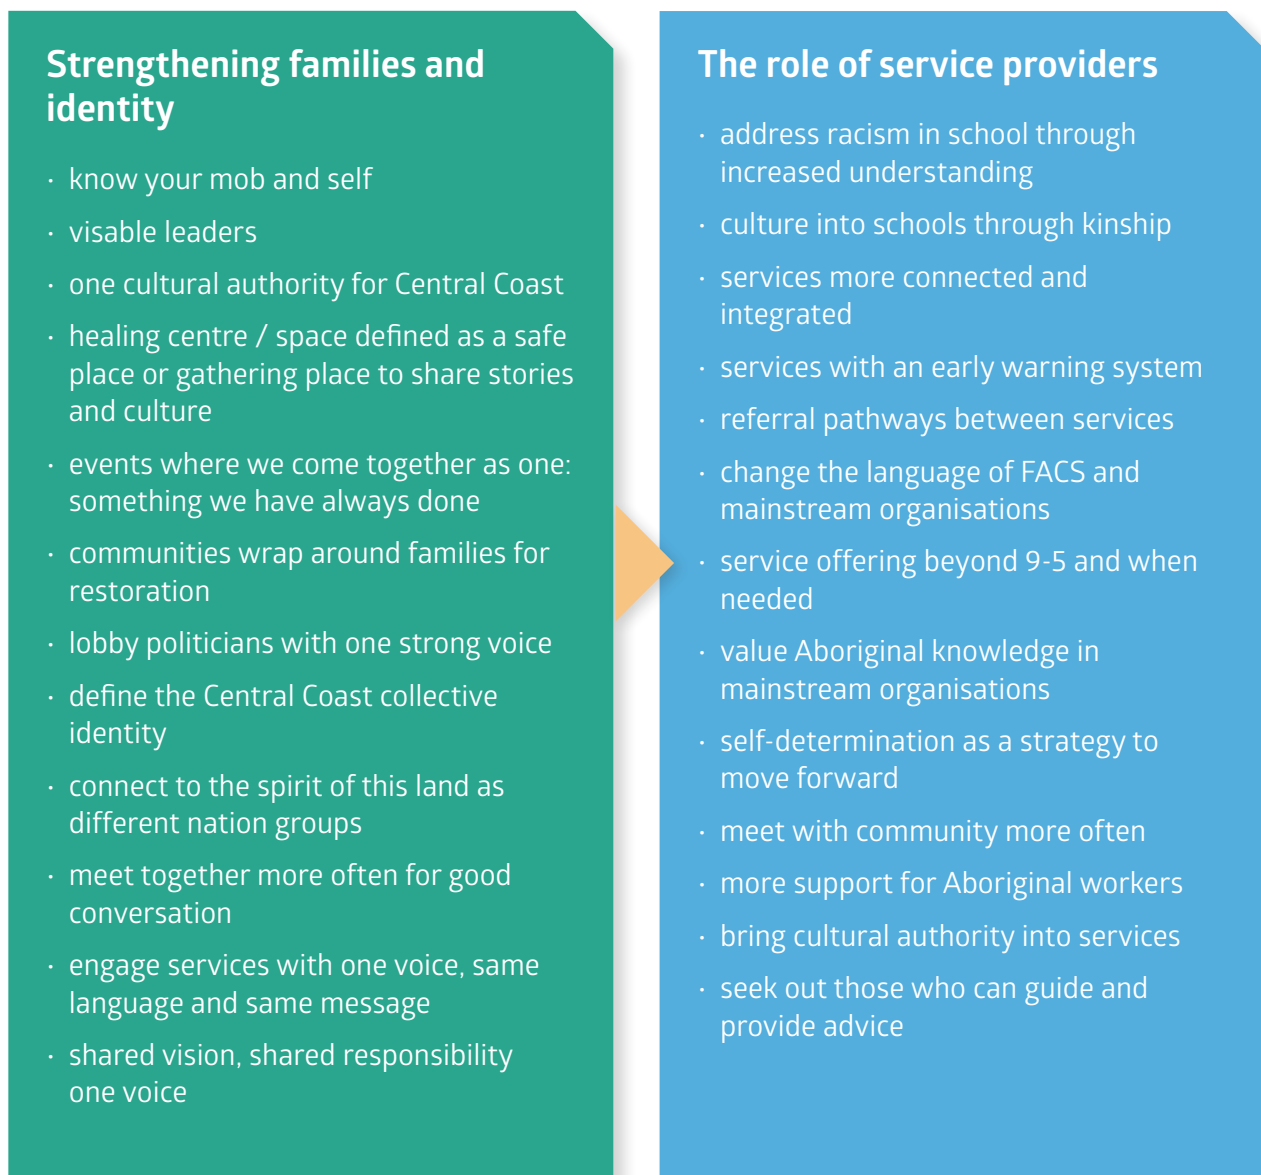 Strengthening families and
identity
· know your mob and self
· visable leaders
· one cultural authority for Central Coast
· healing centre / space defined as a safe
place or gathering place to share stories
and culture
· events where we come together as one:
something we have always done
· communities wrap around families for
restoration
· lobby politicians with one strong voice
· define the Central Coast collective
identity
· connect to the spirit of this land as
different nation groups
· meet together more often for good
conversation
· engage services with one voice, same
language and same message
· shared vision, shared responsibility
one voice
The role of service providers
· address racism in school through
increased understanding
· culture into schools through kinship
· services more connected and
integrated
· services with an early warning system
· referral pathways between services
· change the language of FACS and
mainstream organisations
· service offering beyond 9-5 and when
needed
· value Aboriginal knowledge in
mainstream organisations
· self-determination as a strategy to
move forward
· meet with community more often
· more support for Aboriginal workers
· bring cultural authority into services
· seek out those who can guide and
provide advice